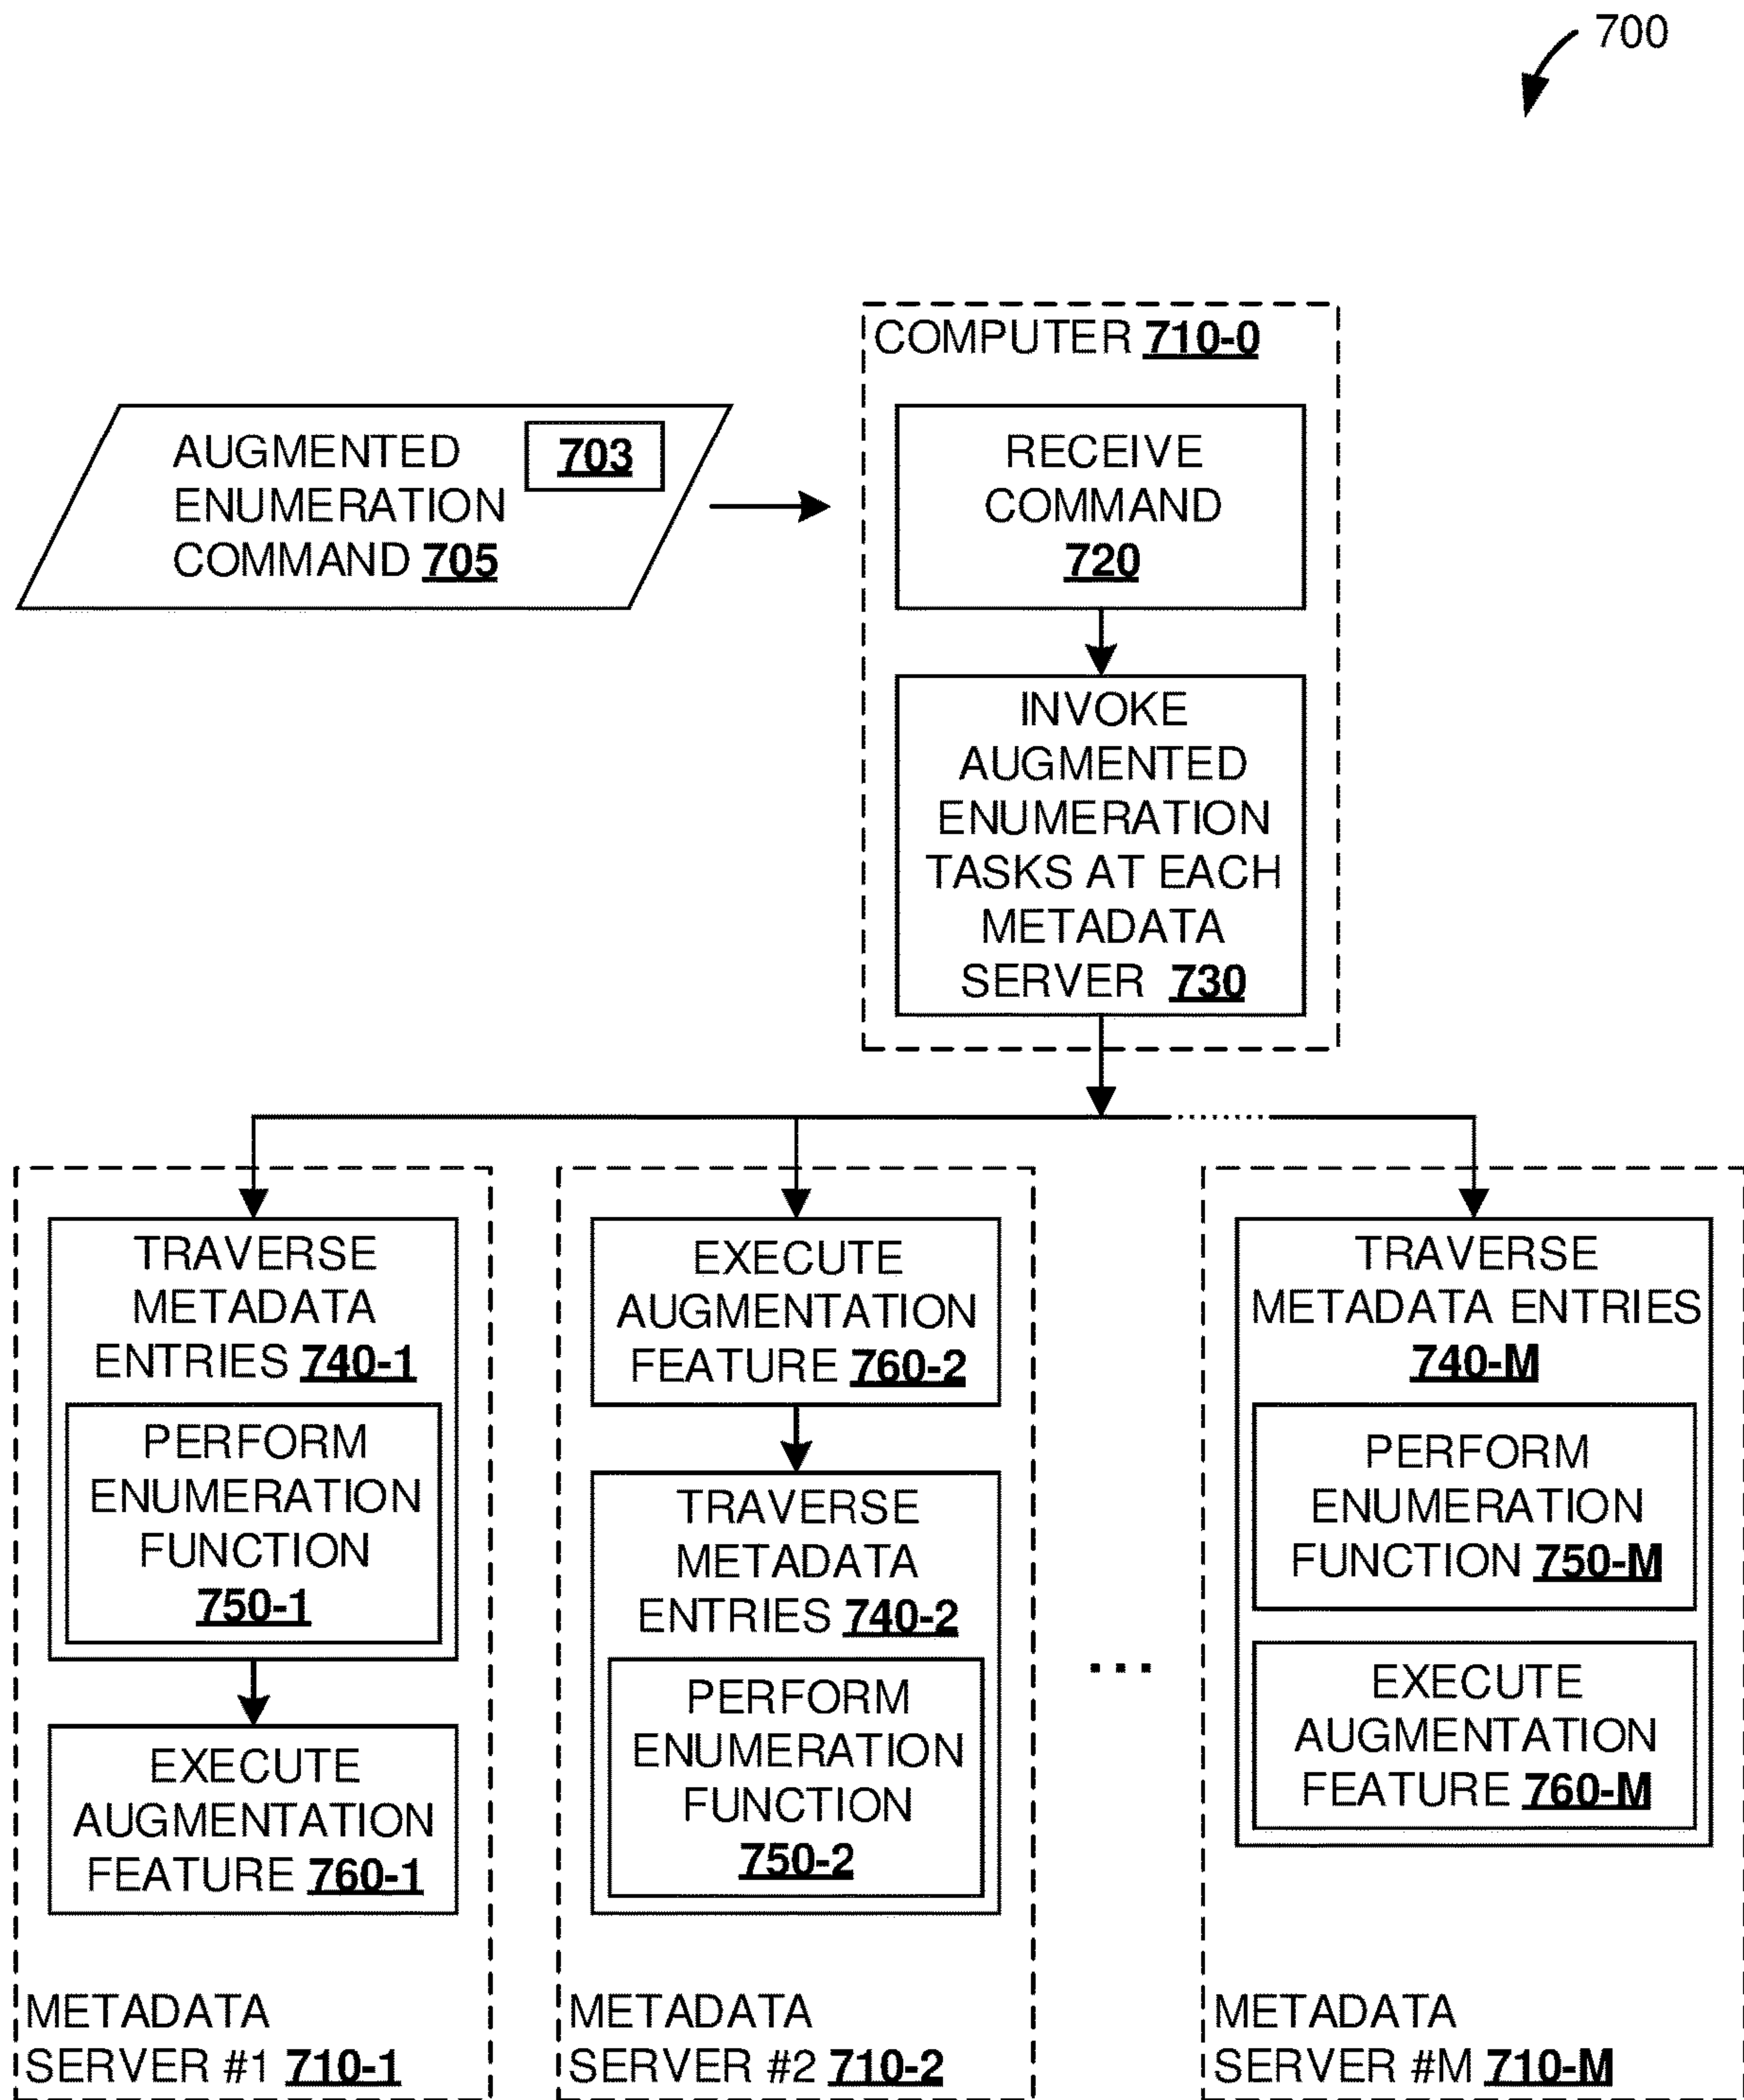 700
COMPUTER 710-0
AUGMENTED
703
ENUMERATION
COMMAND 705
RECEIVE
COMMAND
720
INVOKE
AUGMENTED
ENUMERATION
TASKS AT EACH
METADATA
SERVER 730
TRAVERSE
METADATA
ENTRIES 740-1
PERFORM
ENUMERATION
FUNCTION
750-1
EXECUTE
AUGMENTATION
FEATURE 760-1
METADATA
SERVER #1 710-1
EXECUTE
AUGMENTATION
FEATURE 760-2
TRAVERSE
METADATA
ENTRIES 740-2
PERFORM
ENUMERATION
FUNCTION
750-2
METADATA
SERVER #2 710-2
...
TRAVERSE
METADATA ENTRIES
740-M
PERFORM
ENUMERATION
FUNCTION 750-M
EXECUTE
AUGMENTATION
FEATURE 760-M
METADATA
SERVER #M 710-M